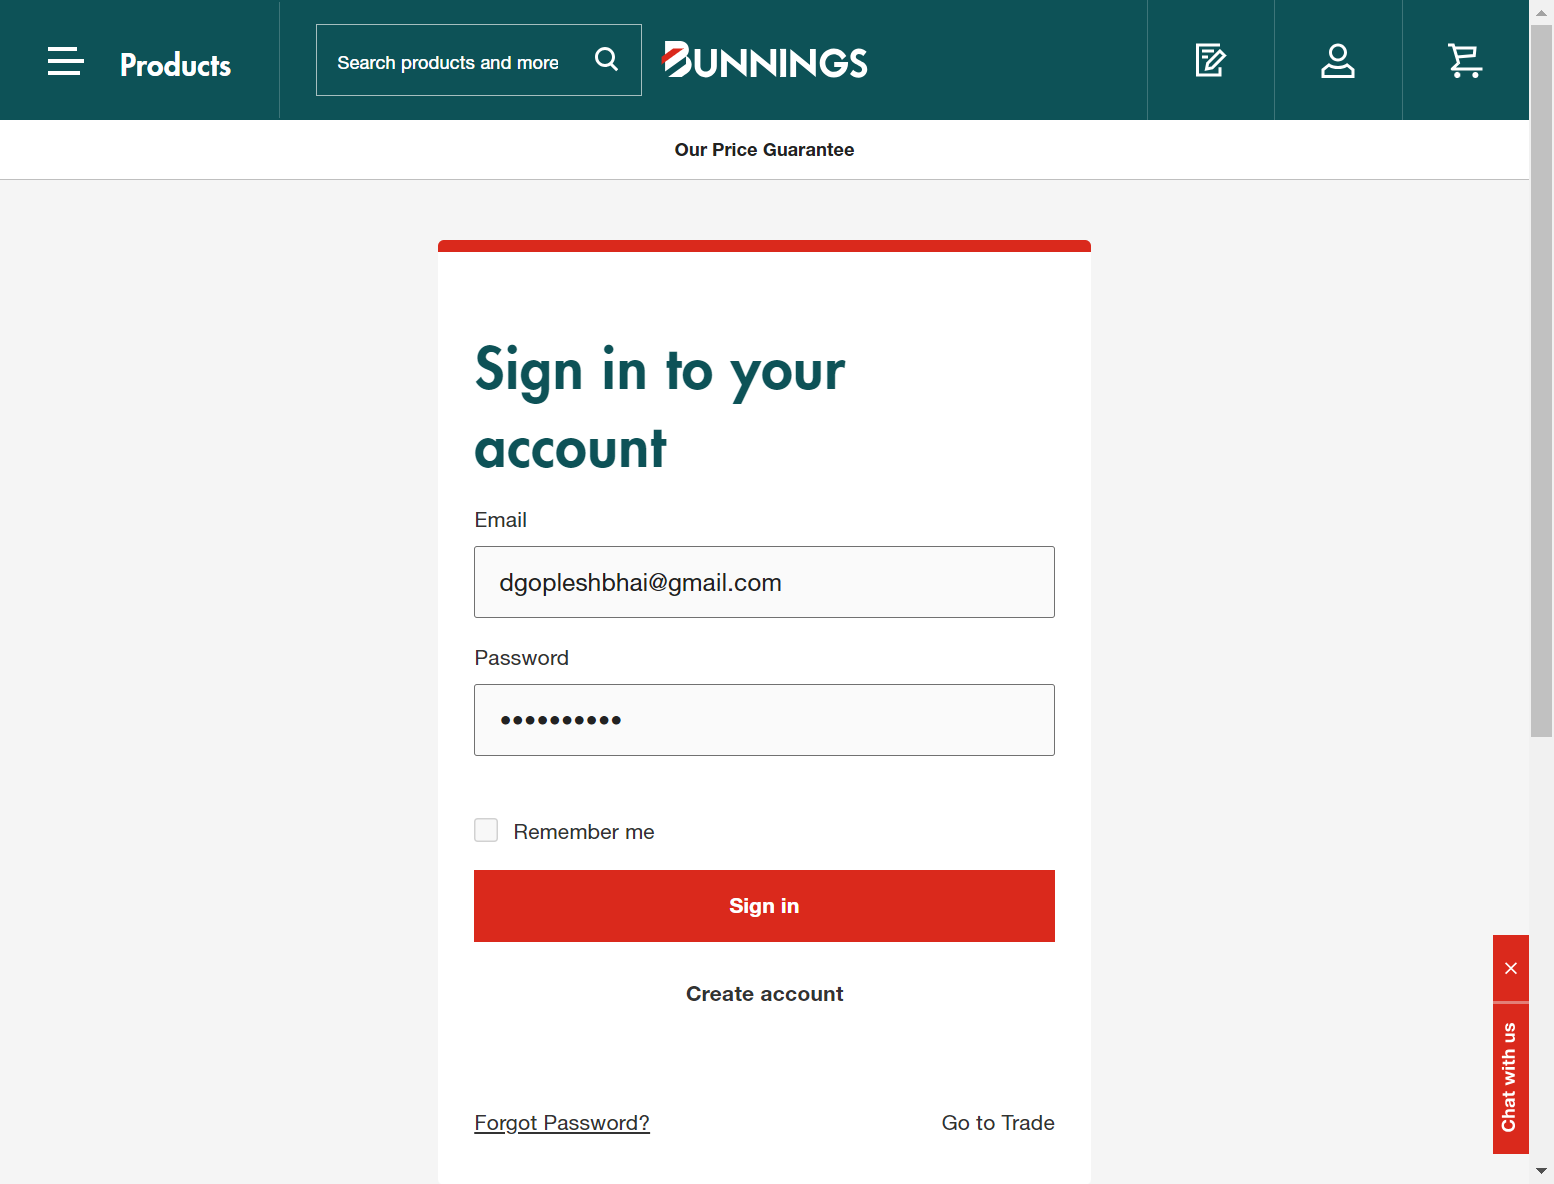 Products
Search products and more
BUNNINGS
Our Price Guarantee
Sign in to your
account
Email
dgopleshbhai@gmail.com
Password
Remember me
Sign in
Create account
Forgot Password?
Go to Trade
Chat with us